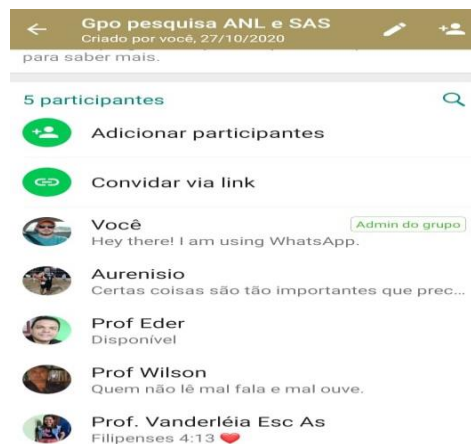 Gpo pesquisa ANL e SAS
Criado por você, 27/10/2020
para saber mais.
5 participantes
Adicionar participantes
Convidar via link
Você
Admin do grupo
Hey there! I am using WhatsApp.
Aurenisio
Certas coisas são tão importantes que prec...
Prof Eder
Disponível
Prof Wilson
Quem não lê mal fala e mal ouve.
Prof. Vanderléia Esc As
Filipenses 4:13 ❤️